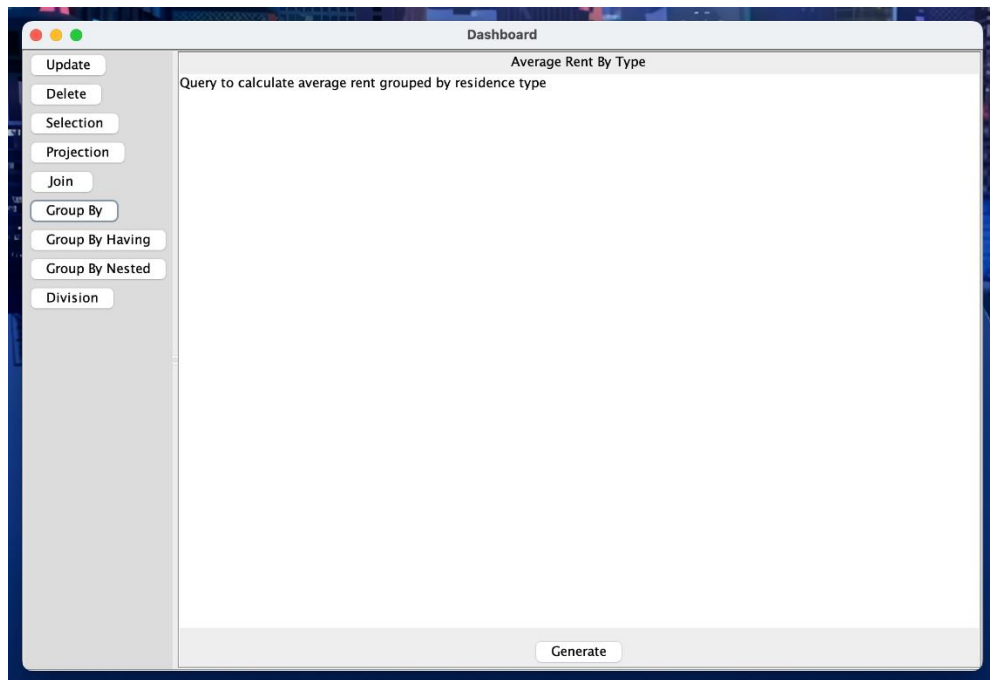 Dashboard
Update
Delete
Selection
Projection
Join
Group By
Group By Having
Group By Nested
Division
Average Rent By Type
Query to calculate average rent grouped by residence type
Generate